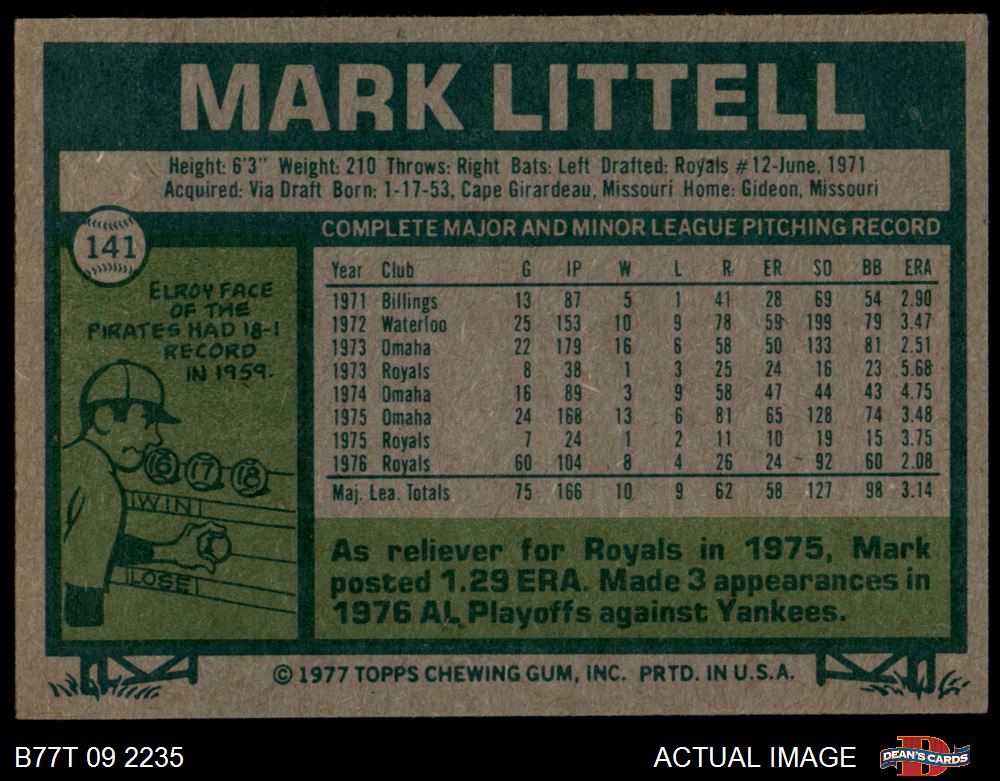 MARK LITTELL
Height: 6'3" Weight: 210 Throws: Right Bats: Left Drafted: Royals #12-June, 1971
Acquired: Via Draft Born: 1-17-53, Cape Girardeau, Missouri Home: Gideon, Missouri
141
ELROY FACE
OF THE
PIRATES HAD 18-1
RECORD
IN 1959.
16 17 18
WIN
LOSE
COMPLETE MAJOR AND MINOR LEAGUE PITCHING RECORD
Year Club G IP W L R ER SO BB ERA
1971 Billings 13 87 5 1 41 28 69 54 2.90
1972 Waterloo 25 153 10 9 78 59 199 79 3.47
1973 Omaha 22 179 16 6 58 50 133 81 2.51
1973 Royals 8 38 1 3 25 24 16 23 5.68
1974 Omaha 16 89 3 9 58 47 44 43 4.75
1975 Omaha 24 168 13 6 81 65 128 74 3.48
1975 Royals 7 24 1 2 11 10 19 15 3.75
1976 Royals 60 104 8 4 26 24 92 60 2.08
Maj. Lea. Totals 75 166 10 9 62 58 127 98 3.14
As reliever for Royals in 1975, Mark
posted 1.29 ERA. Made 3 appearances in
1976 AL Playoffs against Yankees.
© 1977 TOPPS CHEWING GUM, INC. PRTD. IN U.S.A.
B77T 09 2235
ACTUAL IMAGE
DEAN'S CARDS